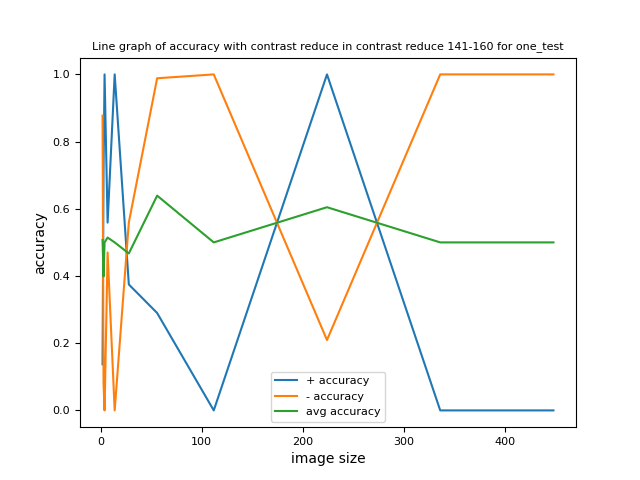 Line graph of accuracy with contrast reduce in contrast reduce 141-160 for one_test
1.0
0.8
0.6
0.4
0.2
0.0
accuracy
+ accuracy
- accuracy
avg accuracy
0 100 200 300 400
image size